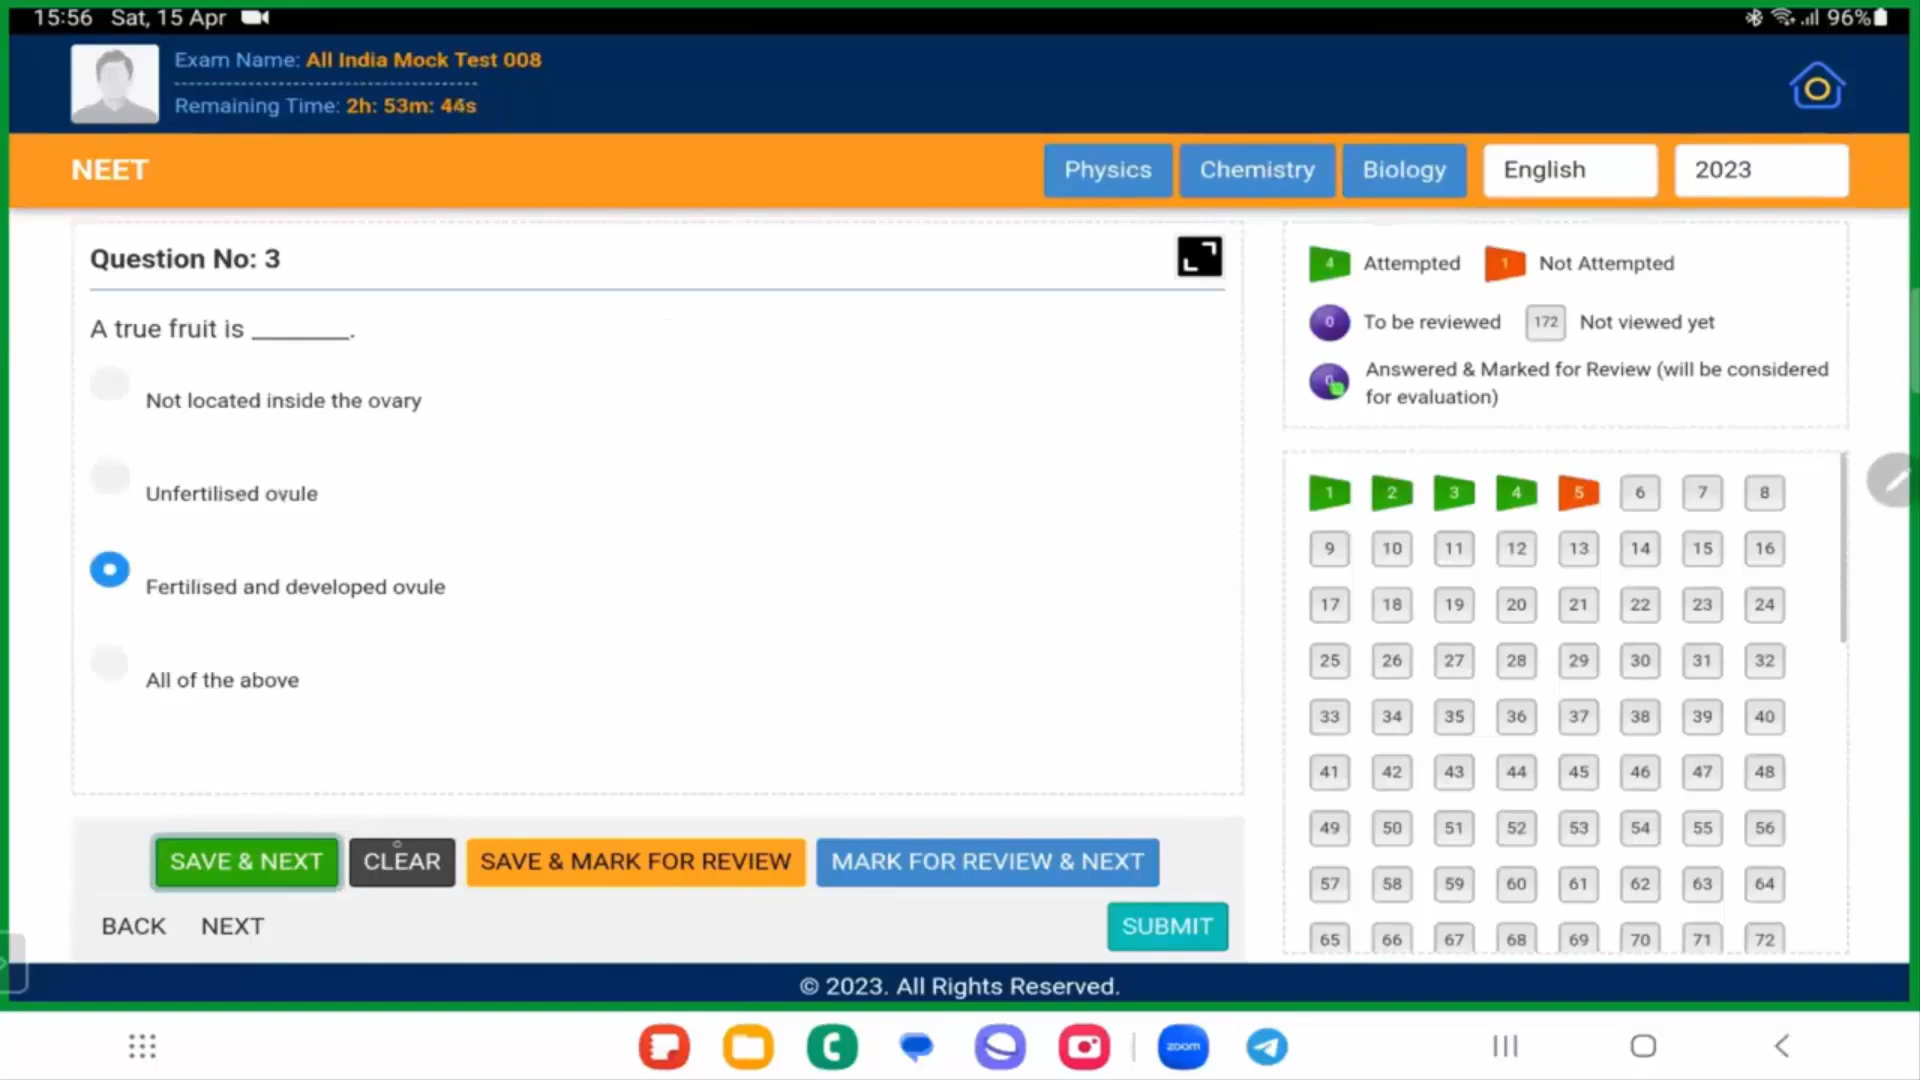 15:56 Sat, 15 Apr
96%
Exam Name: All India Mock Test 008
Remaining Time: 2h: 53m: 44s
NEET
Physics
Chemistry
Biology
English
2023
Question No: 3
A true fruit is ________.
Not located inside the ovary
Unfertilised ovule
Fertilised and developed ovule
All of the above
SAVE & NEXT
CLEAR
SAVE & MARK FOR REVIEW
MARK FOR REVIEW & NEXT
BACK
NEXT
SUBMIT
4 Attempted
1 Not Attempted
0 To be reviewed
172 Not viewed yet
0 Answered & Marked for Review (will be considered
for evaluation)
1 2 3 4 5 6 7 8
9 10 11 12 13 14 15 16
17 18 19 20 21 22 23 24
25 26 27 28 29 30 31 32
33 34 35 36 37 38 39 40
41 42 43 44 45 46 47 48
49 50 51 52 53 54 55 56
57 58 59 60 61 62 63 64
65 66 67 68 69 70 71 72
© 2023. All Rights Reserved.
zoom